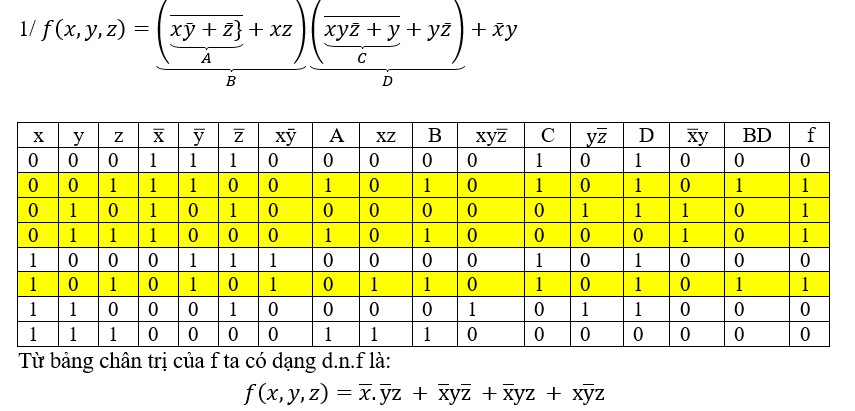 1/ f(x, y, z) = (x̅y̅ ̅+̅ ̅z̅} + xz) (x̅y̅z̅ ̅+̅ ̅y̅ + yz̄) + x̄y
A C
B D
x y z x̄ ȳ z̄ xȳ A xz B xyz̄ C yz̄ D x̄y BD f
0 0 0 1 1 1 0 0 0 0 0 1 0 1 0 0 0
0 0 1 1 1 0 0 1 0 1 0 1 0 1 0 1 1
0 1 0 1 0 1 0 0 0 0 0 0 1 1 1 0 1
0 1 1 1 0 0 0 1 0 1 0 0 0 0 1 0 1
1 0 0 0 1 1 1 0 0 0 0 1 0 1 0 0 0
1 0 1 0 1 0 1 0 1 1 0 1 0 1 0 1 1
1 1 0 0 0 1 0 0 0 0 1 0 1 1 0 0 0
1 1 1 0 0 0 0 1 1 1 0 0 0 0 0 0 0
Từ bảng chân trị của f ta có dạng d.n.f là:
f(x, y, z) = x̄.ȳz + x̄yz̄ + x̄yz + xȳz